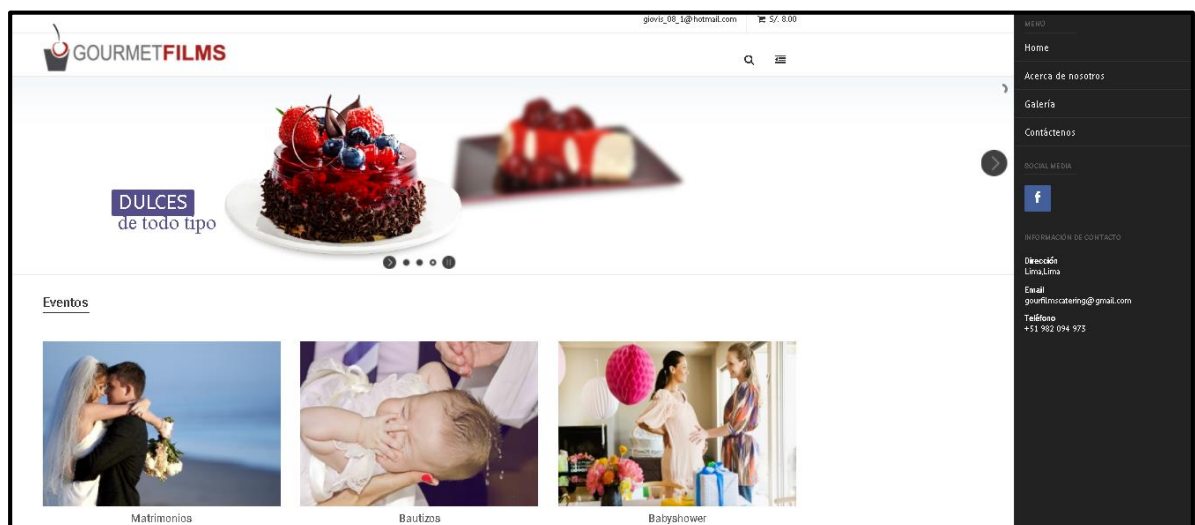 giovis_08_1@hotmail.com S/. 8.00
GOURMETFILMS
DULCES
de todo tipo
Eventos
Matrimonios
Bautizos
Babyshower
MENÚ
Home
Acerca de nosotros
Galería
Contáctenos
SOCIAL MEDIA
f
INFORMACIÓN DE CONTACTO
Dirección
Lima,Lima
Email
gourfilmscatering@gmail.com
Teléfono
+51 982 094 973